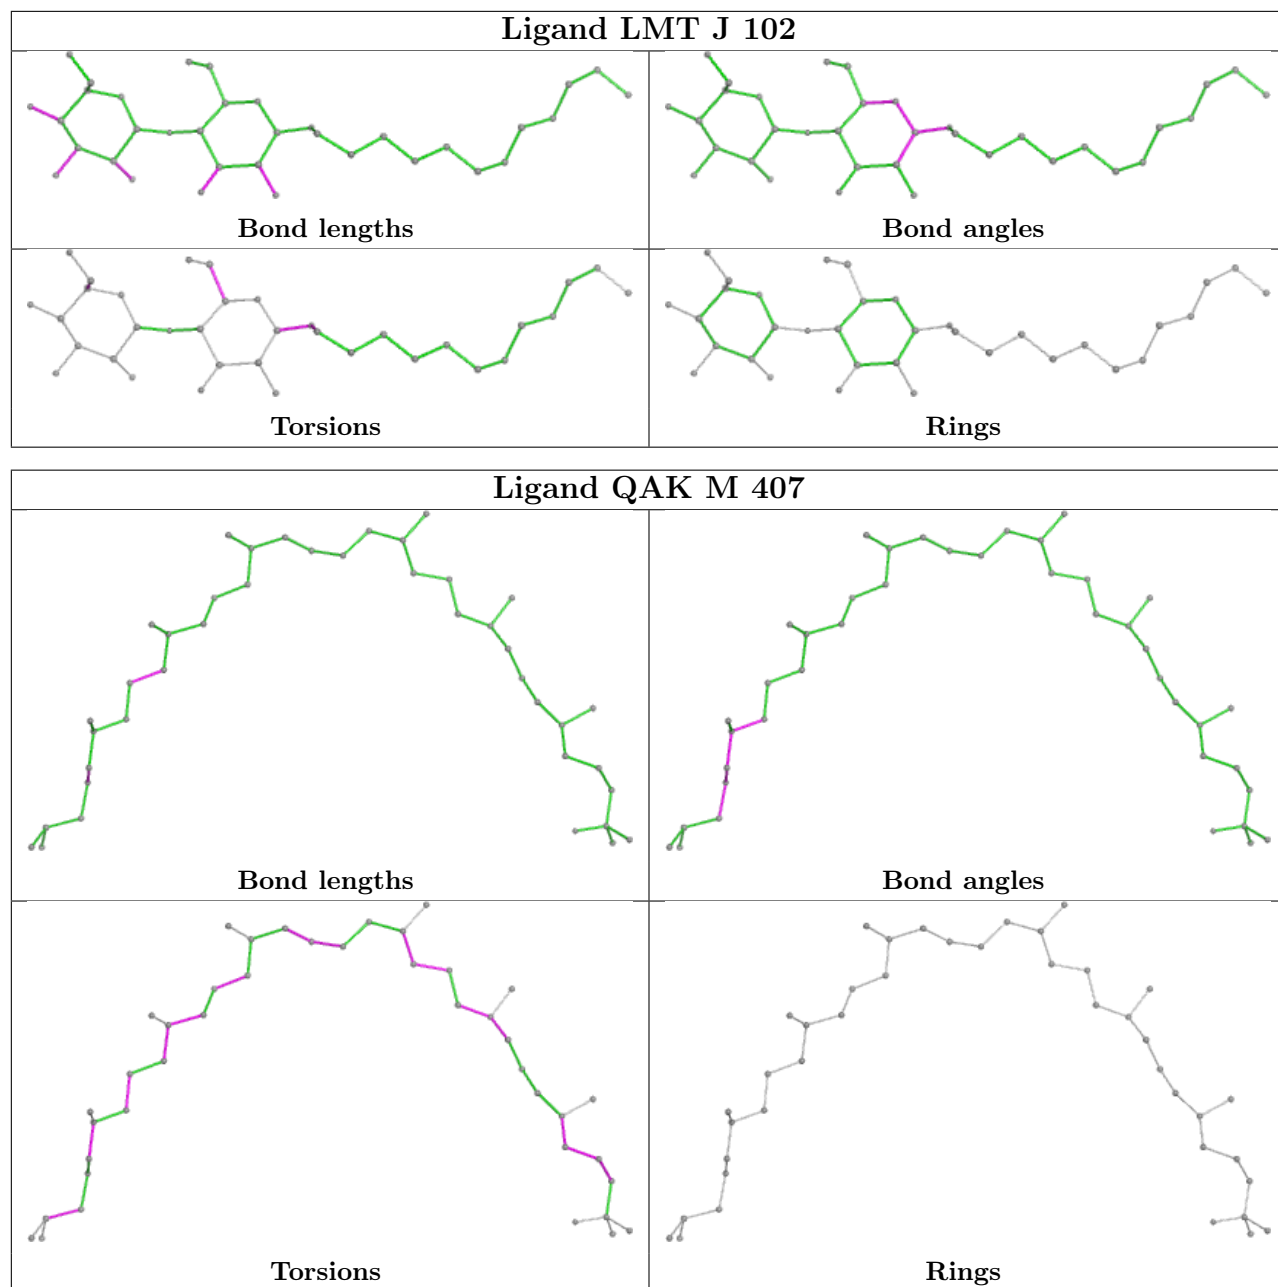 Ligand LMT J 102
Bond lengths
Bond angles
Torsions
Rings
Ligand QAK M 407
Bond lengths
Bond angles
Torsions
Rings